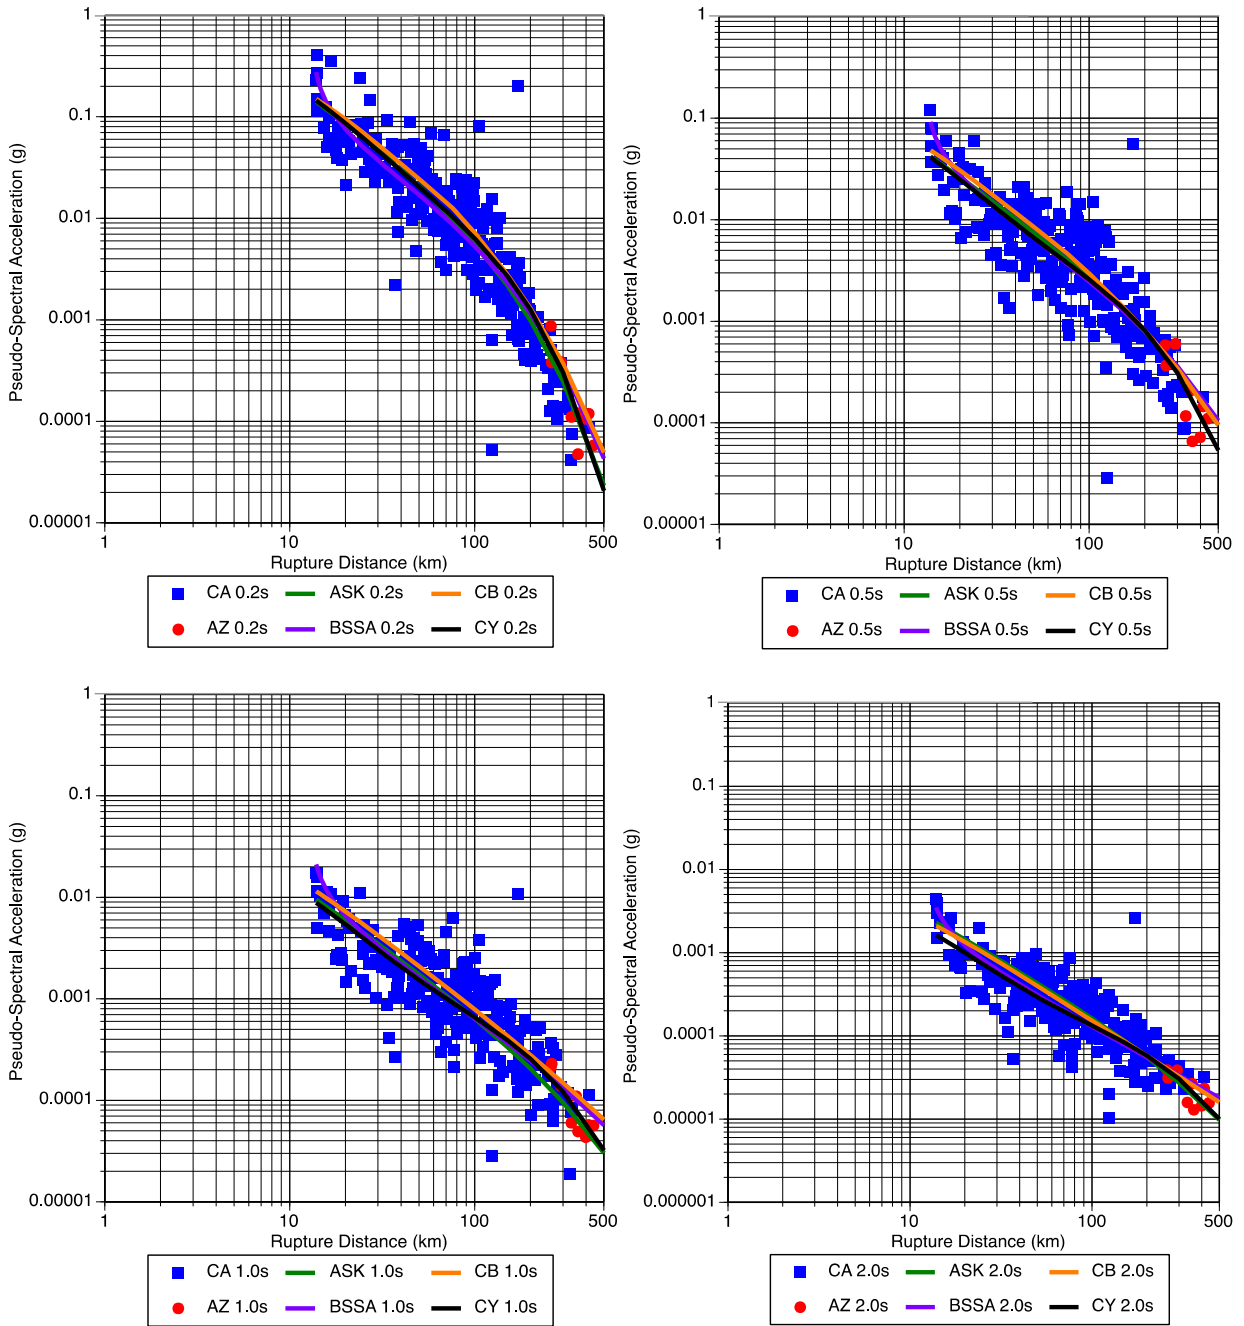 1
0.1
0.01
0.001
0.0001
0.00001
Pseudo-Spectral Acceleration (g)
1 10 100 500
Rupture Distance (km)
CA 0.2s ASK 0.2s CB 0.2s
AZ 0.2s BSSA 0.2s CY 0.2s
1
0.1
0.01
0.001
0.0001
0.00001
Pseudo-Spectral Acceleration (g)
1 10 100 500
Rupture Distance (km)
CA 0.5s ASK 0.5s CB 0.5s
AZ 0.5s BSSA 0.5s CY 0.5s
1
0.1
0.01
0.001
0.0001
0.00001
Pseudo-Spectral Acceleration (g)
1 10 100 500
Rupture Distance (km)
CA 1.0s ASK 1.0s CB 1.0s
AZ 1.0s BSSA 1.0s CY 1.0s
1
0.1
0.01
0.001
0.0001
0.00001
0.000001
Pseudo-Spectral Acceleration (g)
1 10 100 500
Rupture Distance (km)
CA 2.0s ASK 2.0s CB 2.0s
AZ 2.0s BSSA 2.0s CY 2.0s